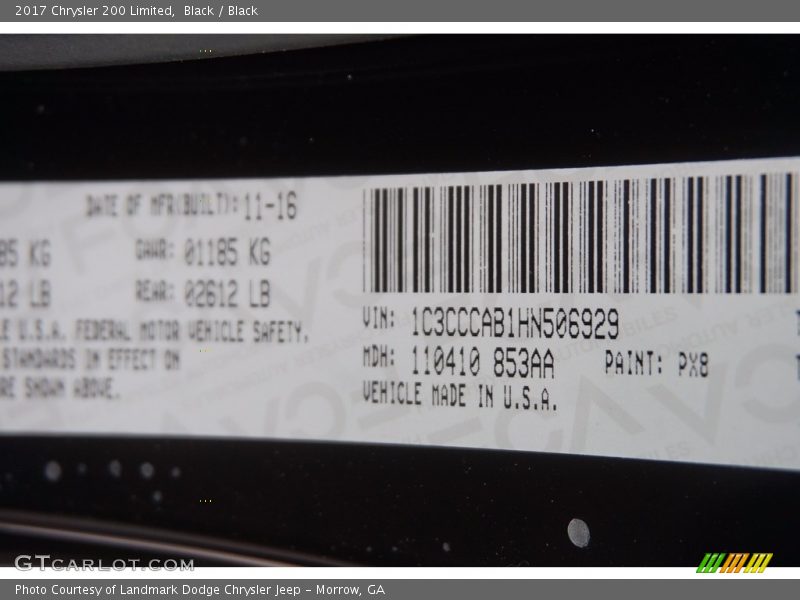 2017 Chrysler 200 Limited,  Black / Black
DATE OF MFR(BUILT): 11-16
85 KG GAWR: 01185 KG
12 LB REAR: 02612 LB
E U.S.A. FEDERAL MOTOR VEHICLE SAFETY,
STANDARDS IN EFFECT ON
RE SHOWN ABOVE.
VIN: 1C3CCCAB1HN506929
MDH: 110410 853AA PAINT: PX8
VEHICLE MADE IN U.S.A.
GTCARLOT.COM
Photo Courtesy of Landmark Dodge Chrysler Jeep – Morrow, GA